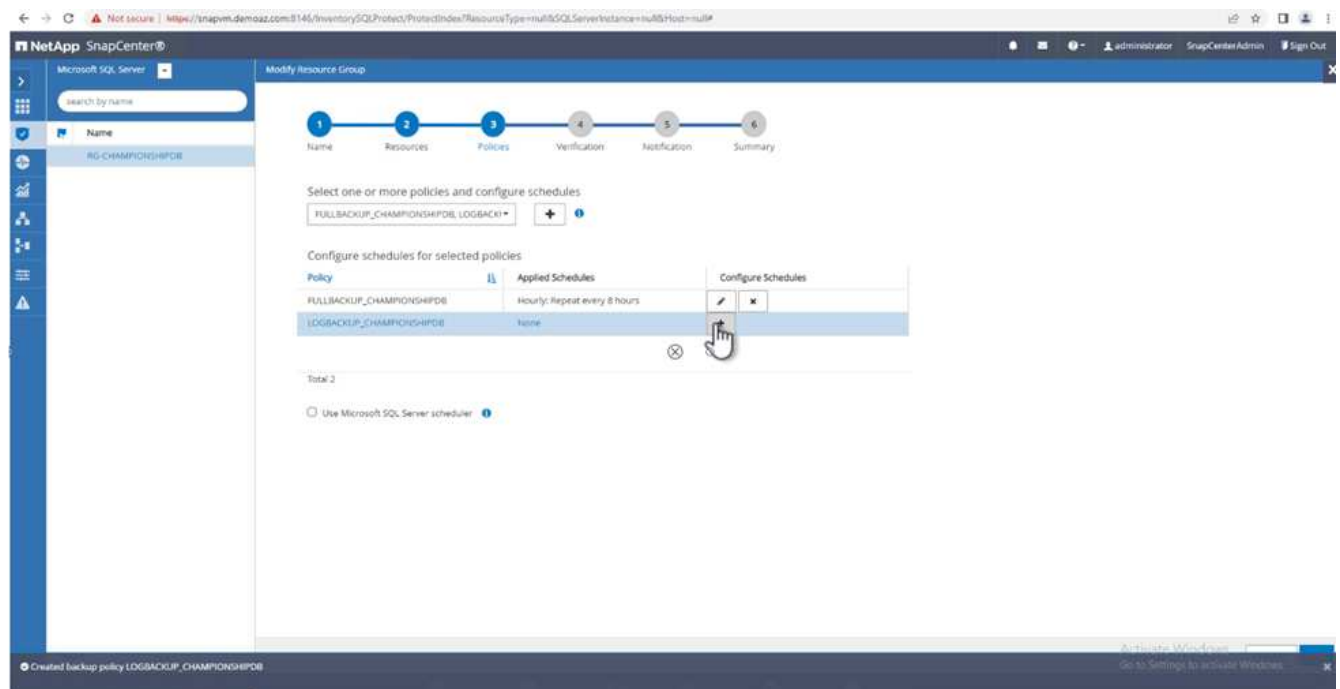 Not secure | https://snapvm.demoaz.com:8146/InventorySQLProtect/ProtectIndex?ResourceType=null&SQLServerInstance=null&Host=null#
NetApp SnapCenter®
administrator SnapCenterAdmin Sign Out
Microsoft SQL Server
Modify Resource Group
search by name
Name
RG-CHAMPIONSHIPDB
1 2 3 4 5 6
Name Resources Policies Verification Notification Summary
Select one or more policies and configure schedules
FULLBACKUP_CHAMPIONSHIPDB, LOGBACKU
Configure schedules for selected policies
Policy Applied Schedules Configure Schedules
FULLBACKUP_CHAMPIONSHIPDB Hourly: Repeat every 8 hours
LOGBACKUP_CHAMPIONSHIPDB None
Total 2
Use Microsoft SQL Server scheduler
Activate Windows
Go to Settings to activate Windows.
Created backup policy LOGBACKUP_CHAMPIONSHIPDB